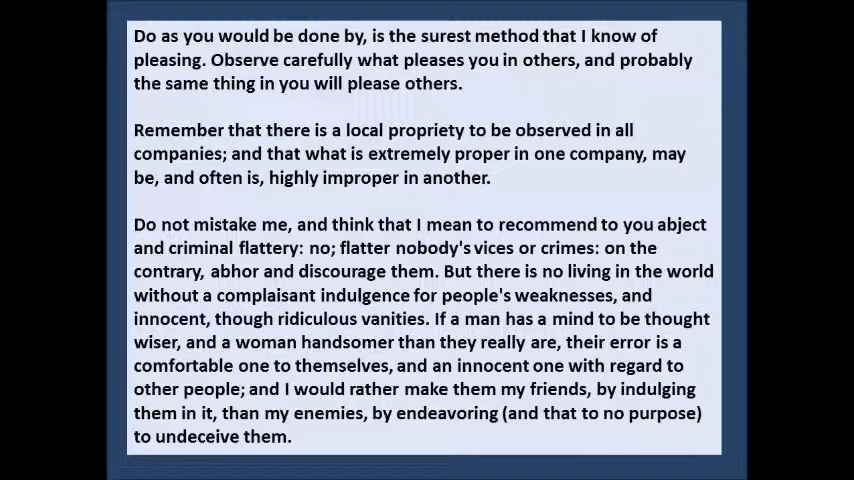 Do as you would be done by, is the surest method that I know of
pleasing. Observe carefully what pleases you in others, and probably
the same thing in you will please others.
Remember that there is a local propriety to be observed in all
companies; and that what is extremely proper in one company, may
be, and often is, highly improper in another.
Do not mistake me, and think that I mean to recommend to you abject
and criminal flattery: no; flatter nobody's vices or crimes: on the
contrary, abhor and discourage them. But there is no living in the world
without a complaisant indulgence for people's weaknesses, and
innocent, though ridiculous vanities. If a man has a mind to be thought
wiser, and a woman handsomer than they really are, their error is a
comfortable one to themselves, and an innocent one with regard to
other people; and I would rather make them my friends, by indulging
them in it, than my enemies, by endeavoring (and that to no purpose)
to undeceive them.